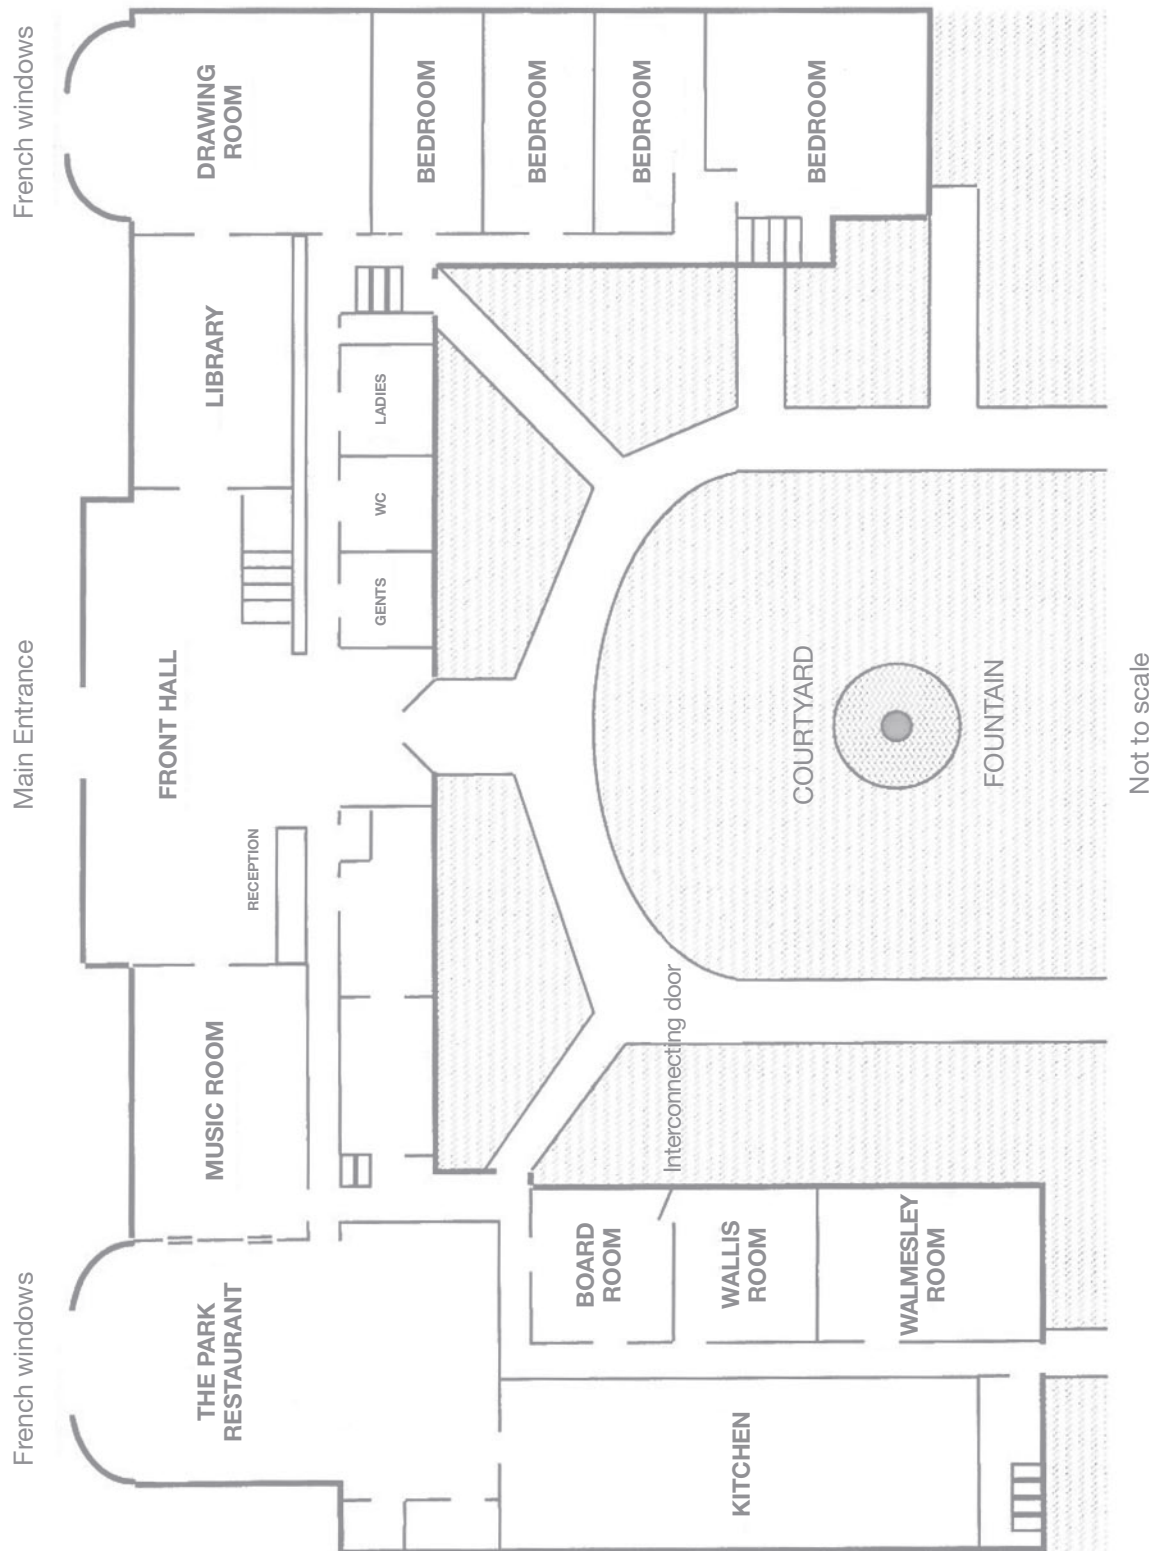 French windows
Main Entrance
French windows
THE PARK
RESTAURANT
MUSIC ROOM
FRONT HALL
RECEPTION
LIBRARY
DRAWING
ROOM
GENTS
WC
LADIES
BEDROOM
BEDROOM
BEDROOM
BEDROOM
BOARD
ROOM
Interconnecting door
WALLIS
ROOM
WALMESLEY
ROOM
KITCHEN
COURTYARD
FOUNTAIN
Not to scale